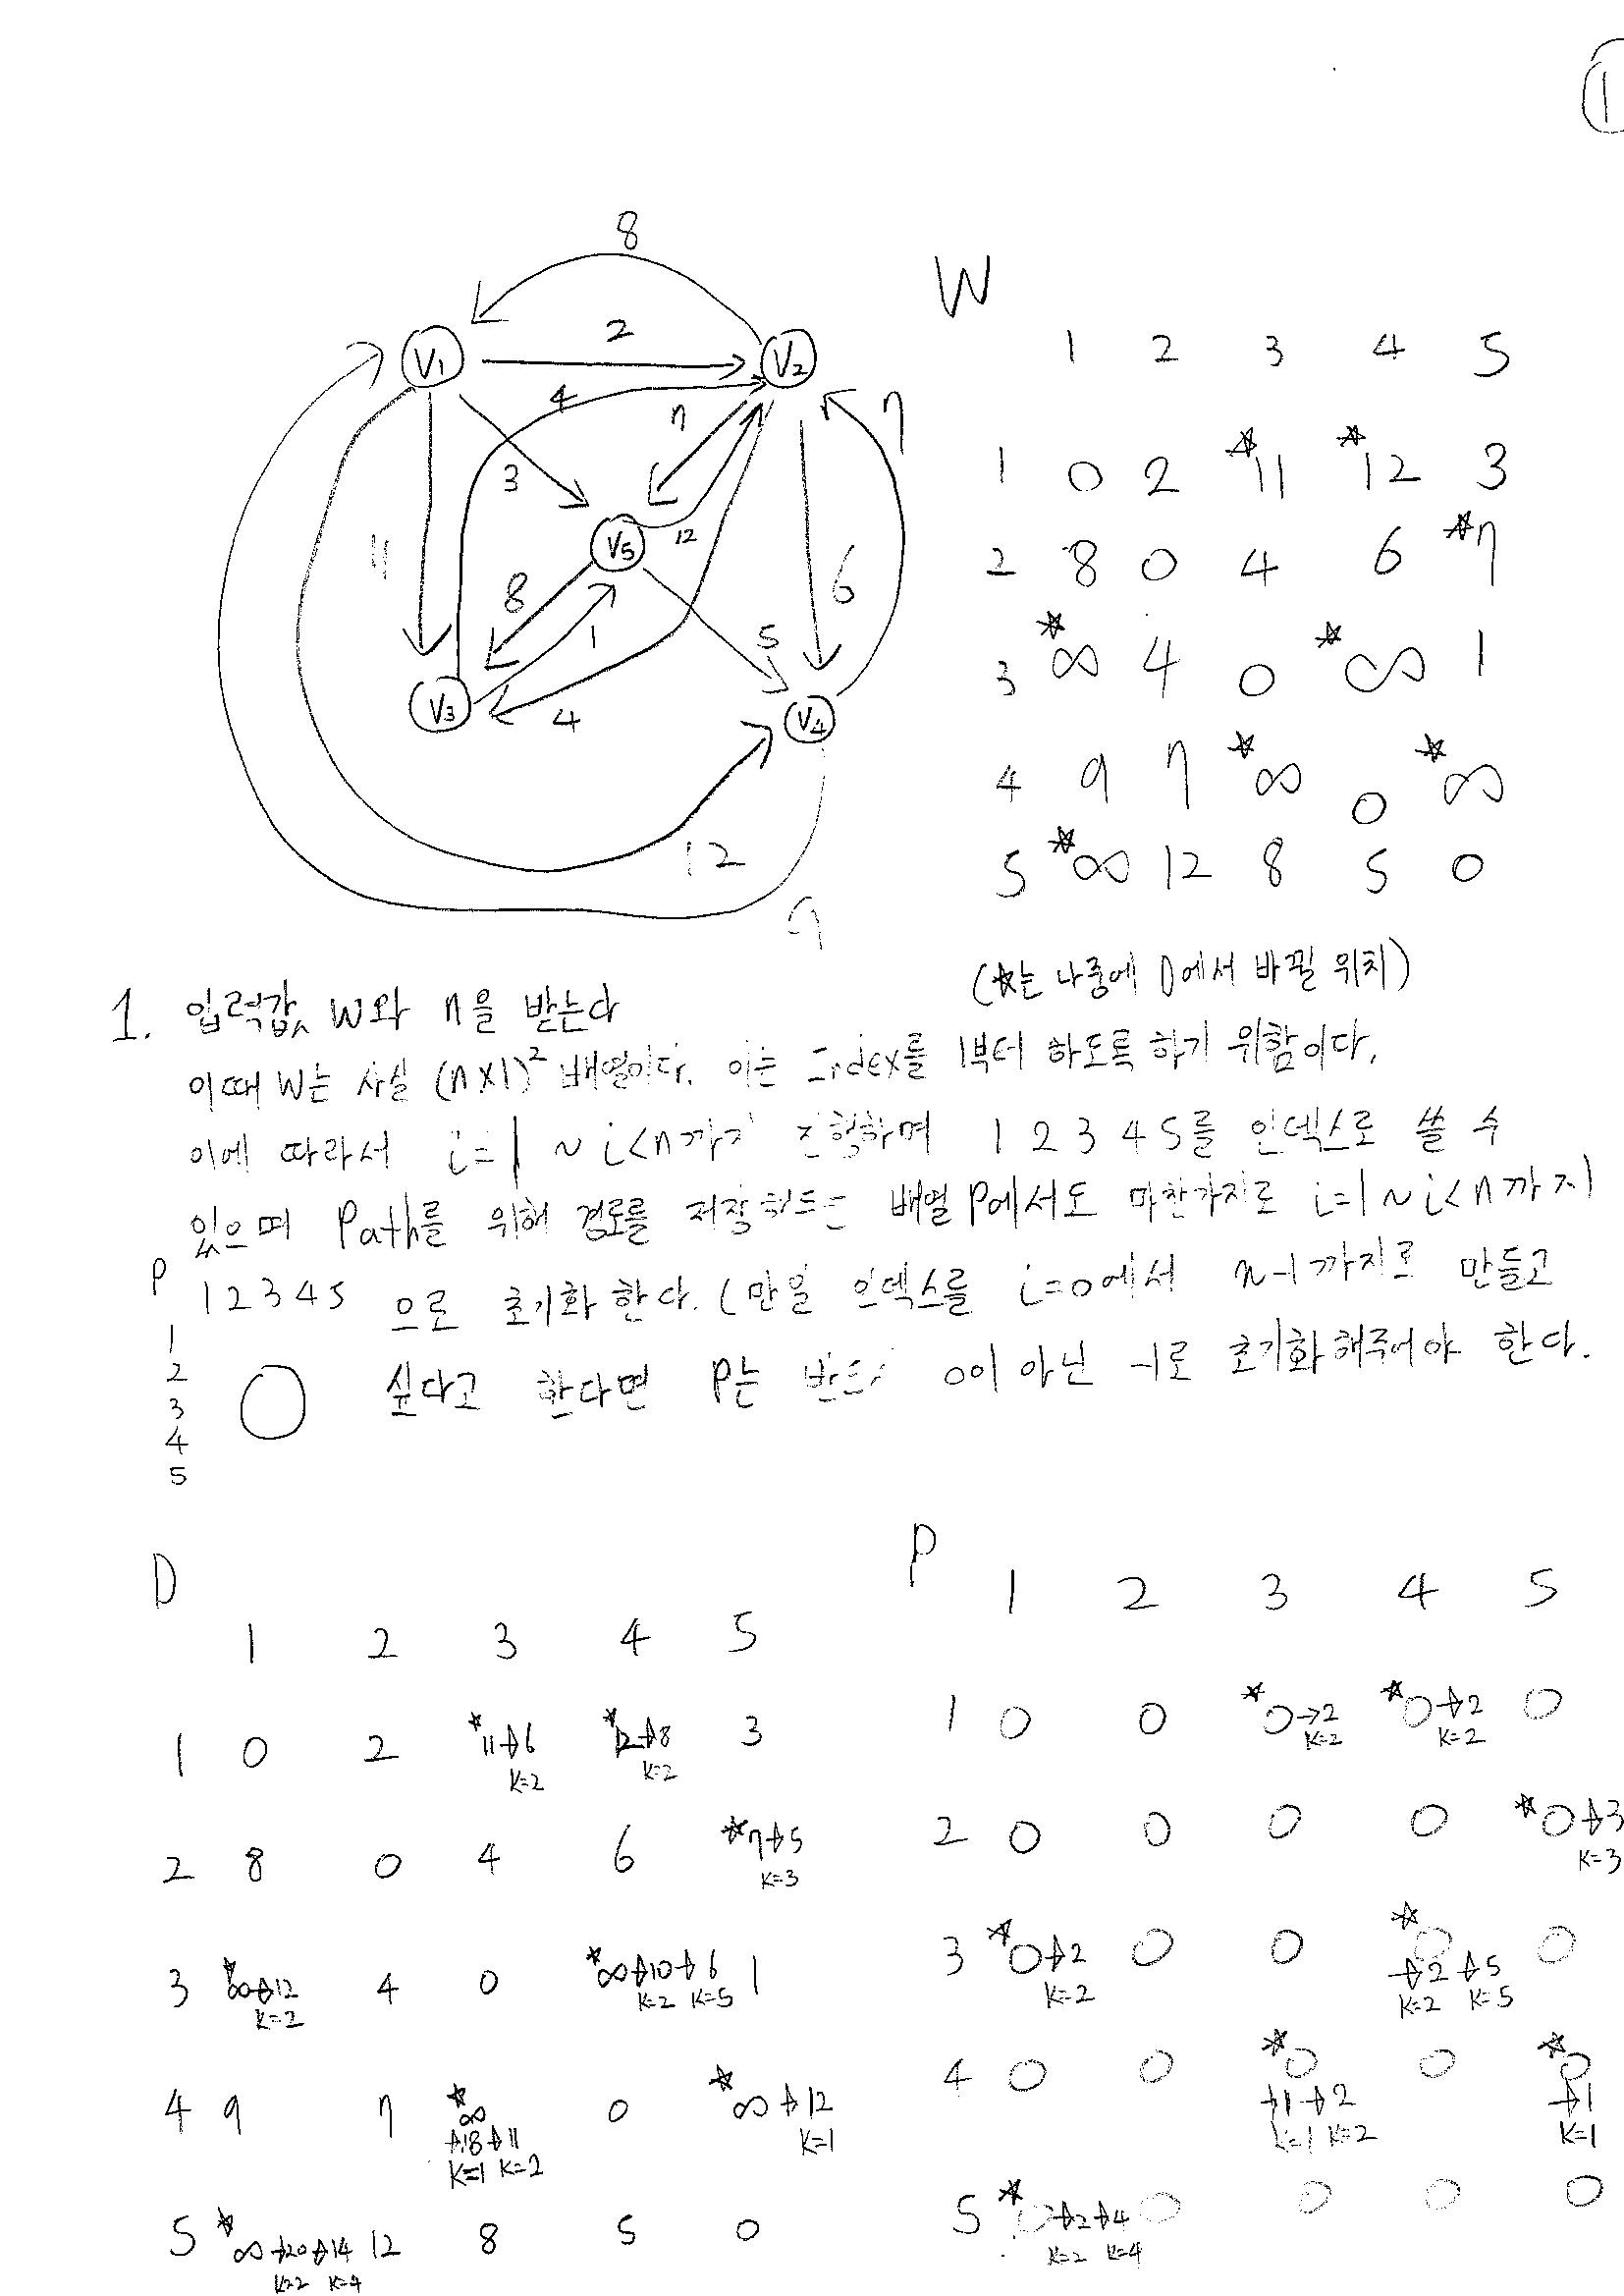 1
8
V1 2 V2
4 7 7
3
11 V5 12
8 6
1 5
V3 4 V4
12
9
W
1 2 3 4 5
1 0 2 *11 *12 3
2 8 0 4 6 *7
3 *∞ 4 0 *∞ 1
4 9 7 *∞ 0 *∞
5 *∞ 12 8 5 0
(☆는 나중에 D에서 바뀔 위치)
1. 입력값 W와 n을 받는다
이때 W는 사실 (n×1)² 배열이다. 이는 Index를 1부터 하도록 하기 위함이다.
이에 따라서 i=1 ~ i<n까지 진행하며 1 2 3 4 5를 인덱스로 쓸 수
있으며 Path를 위해 경로를 저장 배열 P에서도 마찬가지로 i=1 ~ i<n까지
P 1 2 3 4 5 으로 초기화 한다. (만일 인덱스를 i=0에서 n-1까지로 만들고
1
2
3 0 싶다고 한다면 P는 0이 아닌 -1로 초기화해주어야 한다.
4
5
D
1 2 3 4 5
1 0 2 *11→6 *12→8 3
k=2 k=2
2 8 0 4 6 *7→5
k=3
3 *∞→12 4 0 *∞→10→6 1
k=2 k=2 k=5
4 9 7 *∞ 0 *∞→12
→18→11 k=1
k=1 k=2
5 *∞→20→14 12 8 5 0
k=2 k=4
P
1 2 3 4 5
1 0 0 *0→2 *0→2 0
k=2 k=2
2 0 0 0 0 *0→3
k=3
3 *0→2 0 0 *0 0
k=2 →2→5
k=2 k=5
4 0 0 *0 0 *0
→1→2 →1
k=1 k=2 k=1
5 *0→2→4 0 0 0 0
k=2 k=4